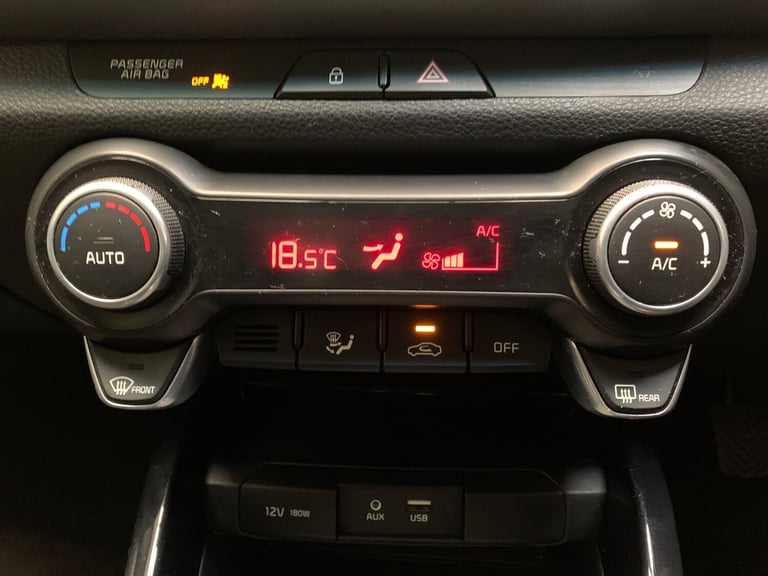 PASSENGER
AIR BAG
OFF
18.5°C
A/C
AUTO
- A/C +
OFF
FRONT
REAR
12V 180W
AUX
USB